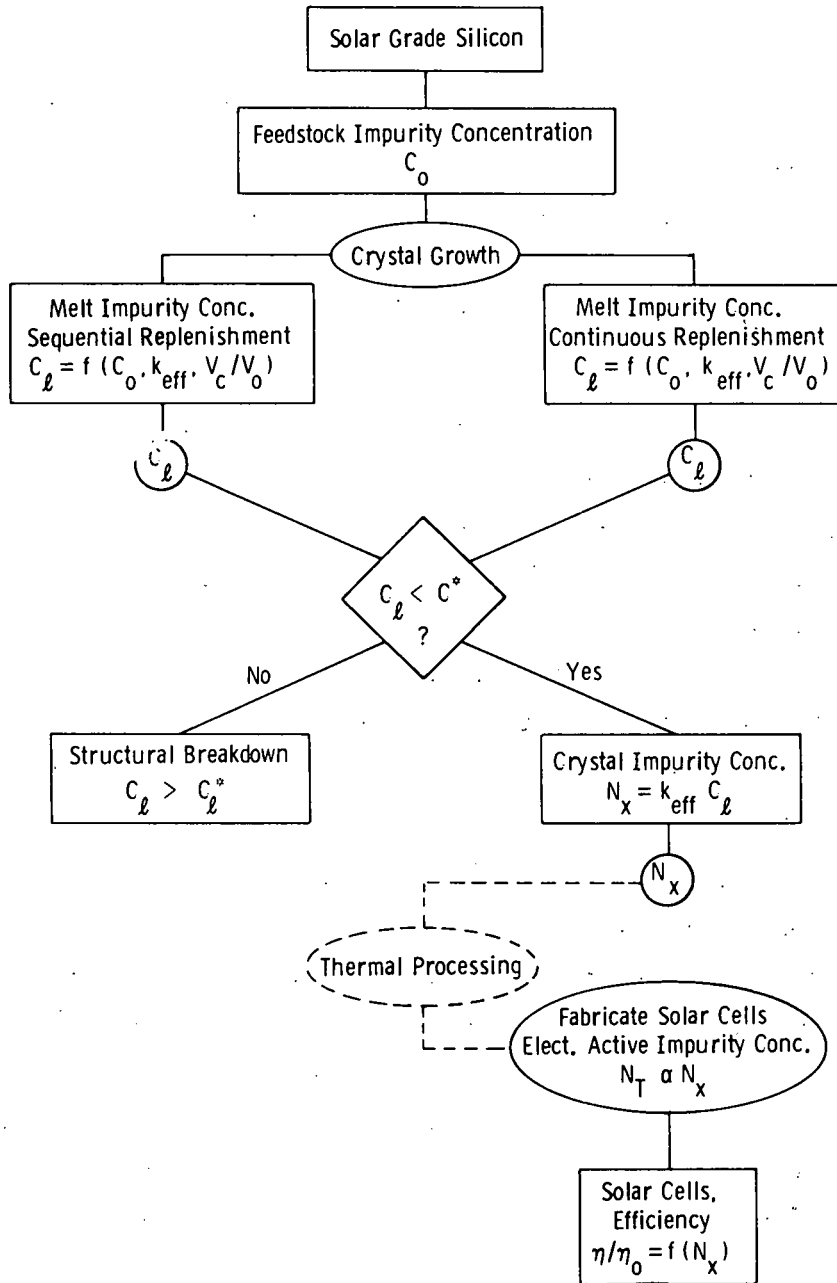 Solar Grade Silicon
Feedstock Impurity Concentration
C_o
Crystal Growth
Melt Impurity Conc.
Sequential Replenishment
C_ℓ = f (C_o, k_eff, V_c/V_o)
Melt Impurity Conc.
Continuous Replenishment
C_ℓ = f (C_o, k_eff, V_c/V_o)
C_ℓ
C_ℓ
C_ℓ < C*
?
No
Yes
Structural Breakdown
C_ℓ > C_ℓ*
Crystal Impurity Conc.
N_x = k_eff C_ℓ
N_x
Thermal Processing
Fabricate Solar Cells
Elect. Active Impurity Conc.
N_T α N_x
Solar Cells,
Efficiency
η/η_o = f (N_x)